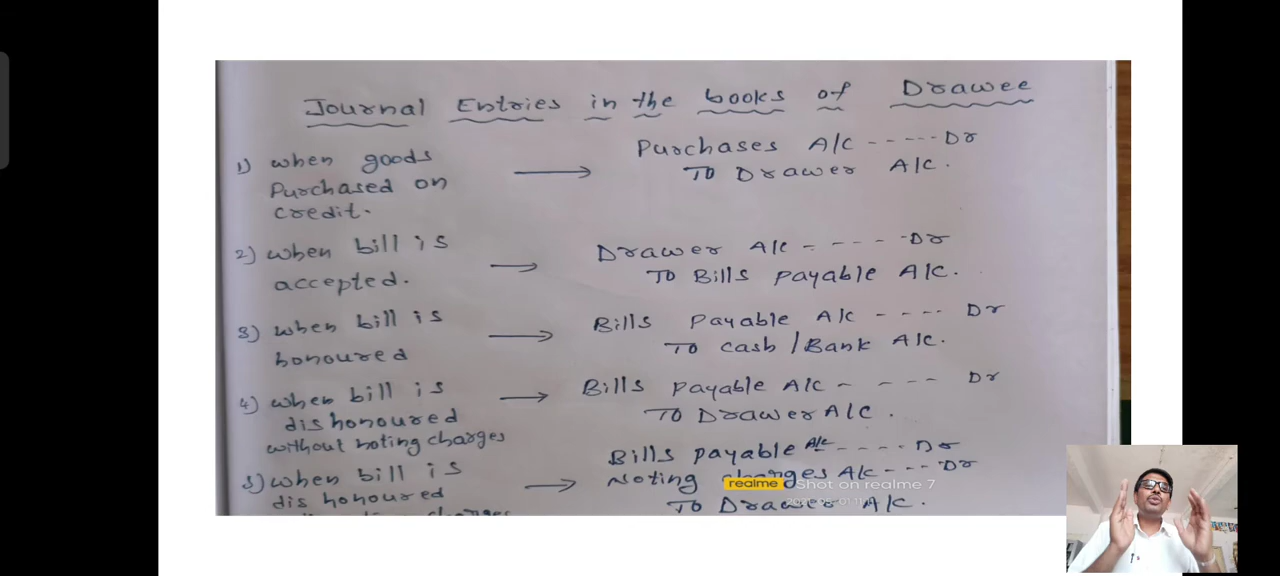 Journal Entries in the books of Drawee
1) when goods
Purchased on
credit.
→ Purchases A/c ----- Dr
To Drawer A/c.
2) when bill is
accepted.
→ Drawer A/c - - - - - Dr
To Bills payable A/c.
3) when bill is
honoured
→ Bills payable A/c - - - - Dr
To cash / Bank A/c.
4) when bill is
dishonoured
without noting charges
→ Bills payable A/c - - - - Dr
To Drawer A/c.
5) when bill is
dishonoured
→ Bills payable A/c ----- Dr
Noting charges A/c --- Dr
To Drawer A/c.
realme Shot on realme 7